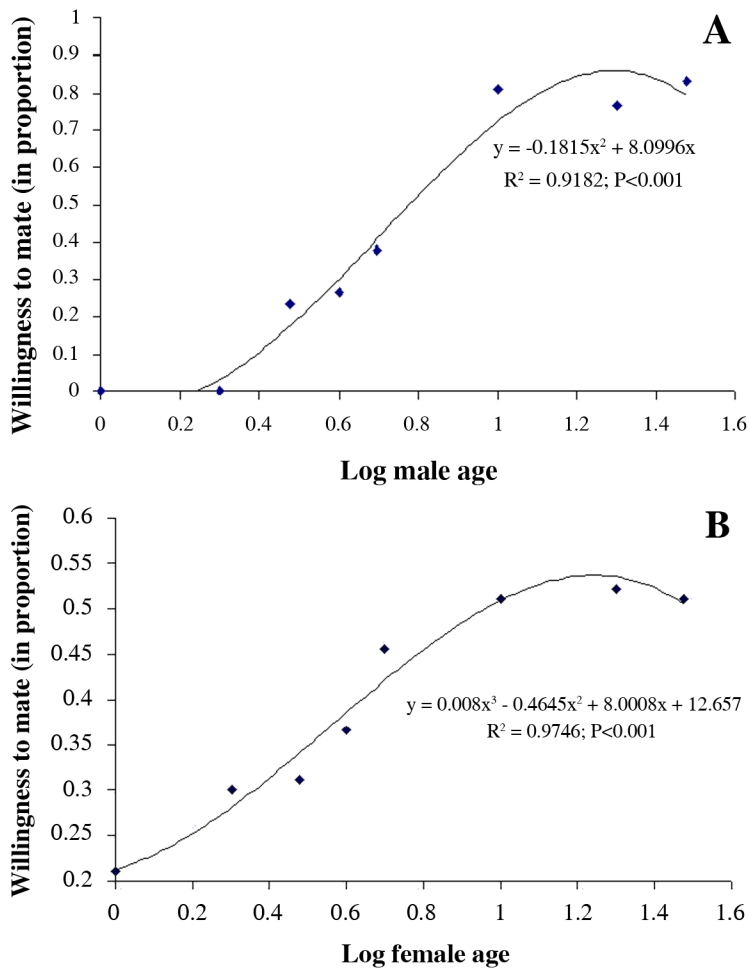 A
Willingness to mate (in proportion)
1
0.9
0.8
0.7
0.6
0.5
0.4
0.3
0.2
0.1
0
y = -0.1815x² + 8.0996x
R² = 0.9182; P<0.001
0 0.2 0.4 0.6 0.8 1 1.2 1.4 1.6
Log male age
B
Willingness to mate (in proportion)
0.6
0.55
0.5
0.45
0.4
0.35
0.3
0.25
0.2
y = 0.008x³ - 0.4645x² + 8.0008x + 12.657
R² = 0.9746; P<0.001
0 0.2 0.4 0.6 0.8 1 1.2 1.4 1.6
Log female age